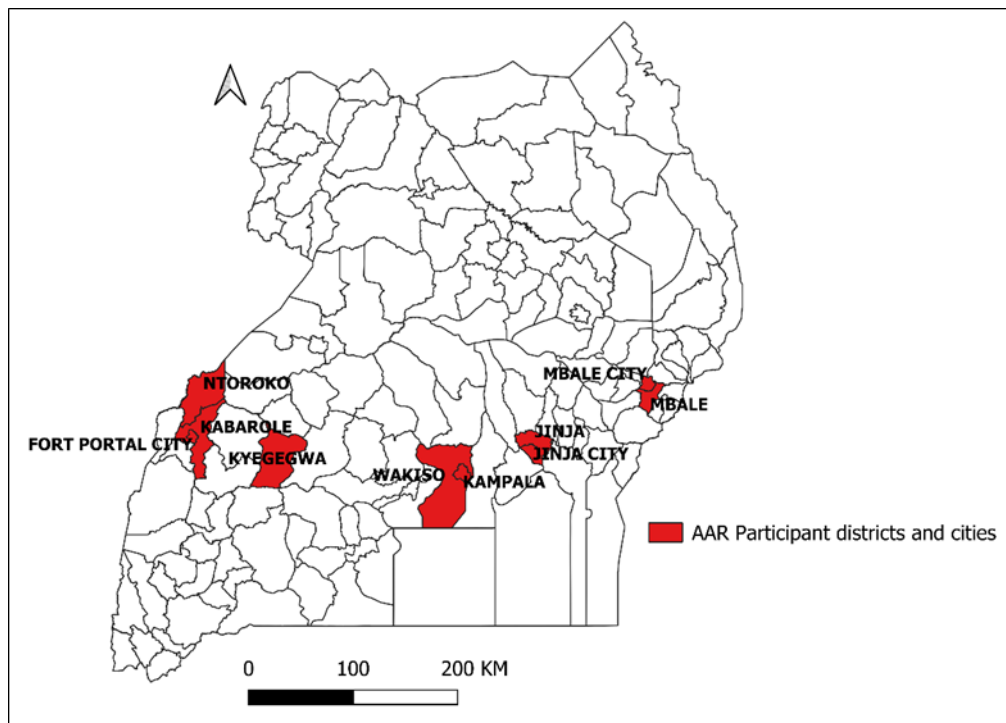 MBALE CITY
NTOROKO
MBALE
KABAROLE
JINJA
FORT PORTAL CITY
JINJA CITY
KYEGEGWA
WAKISO
KAMPALA
AAR Participant districts and cities
0 100 200 KM